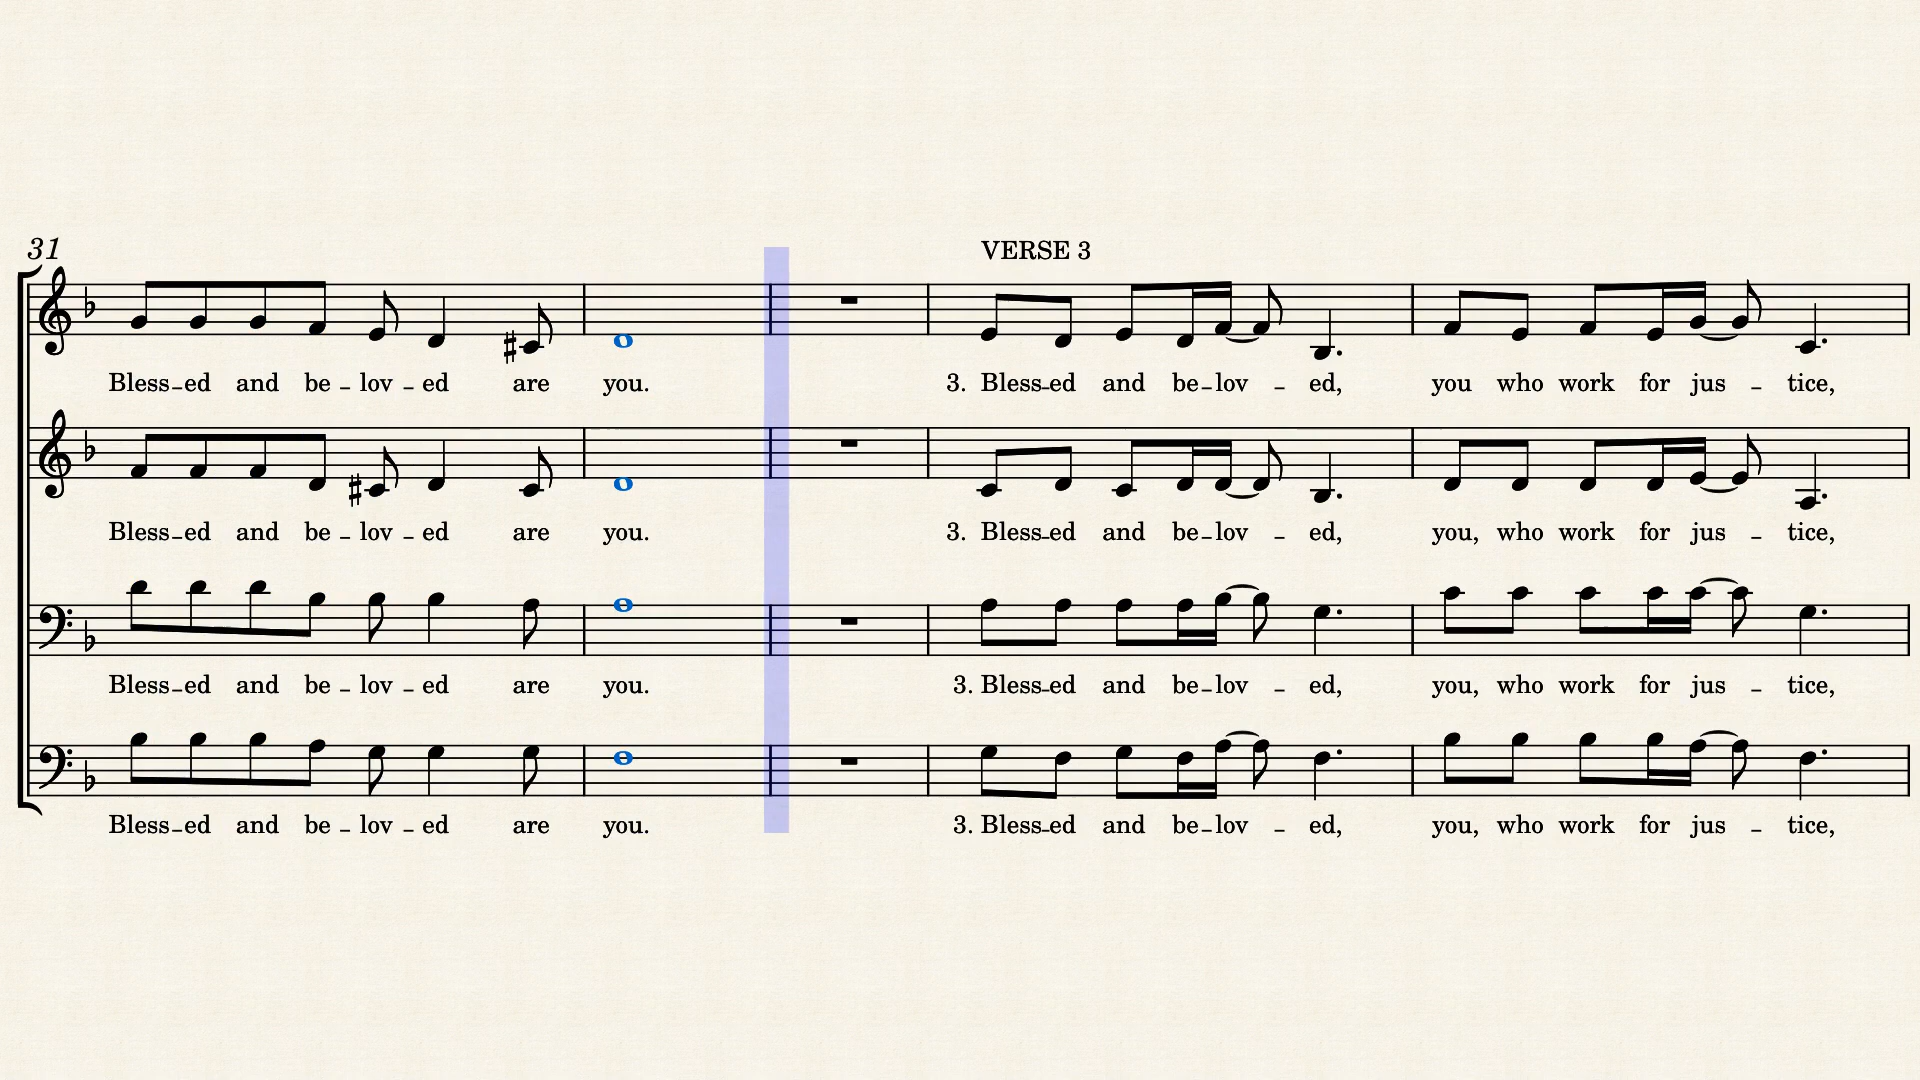 31
VERSE 3
Bless-ed and be-lov-ed are you. 3. Bless-ed and be-lov-ed, you who work for jus-tice,
Bless-ed and be-lov-ed are you. 3. Bless-ed and be-lov-ed, you, who work for jus-tice,
Bless-ed and be-lov-ed are you. 3. Bless-ed and be-lov-ed, you, who work for jus-tice,
Bless-ed and be-lov-ed are you. 3. Bless-ed and be-lov-ed, you, who work for jus-tice,